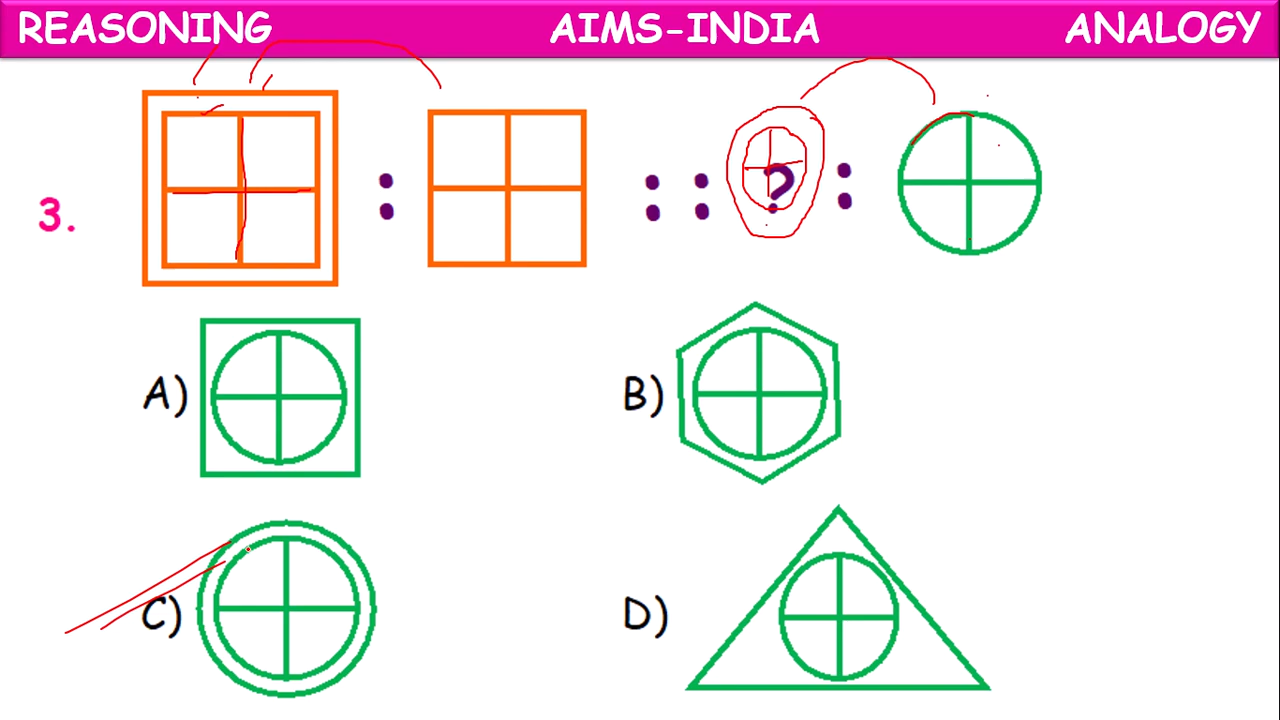 REASONING AIMS-INDIA ANALOGY
3. : :: ? :
A) B)
C) D)